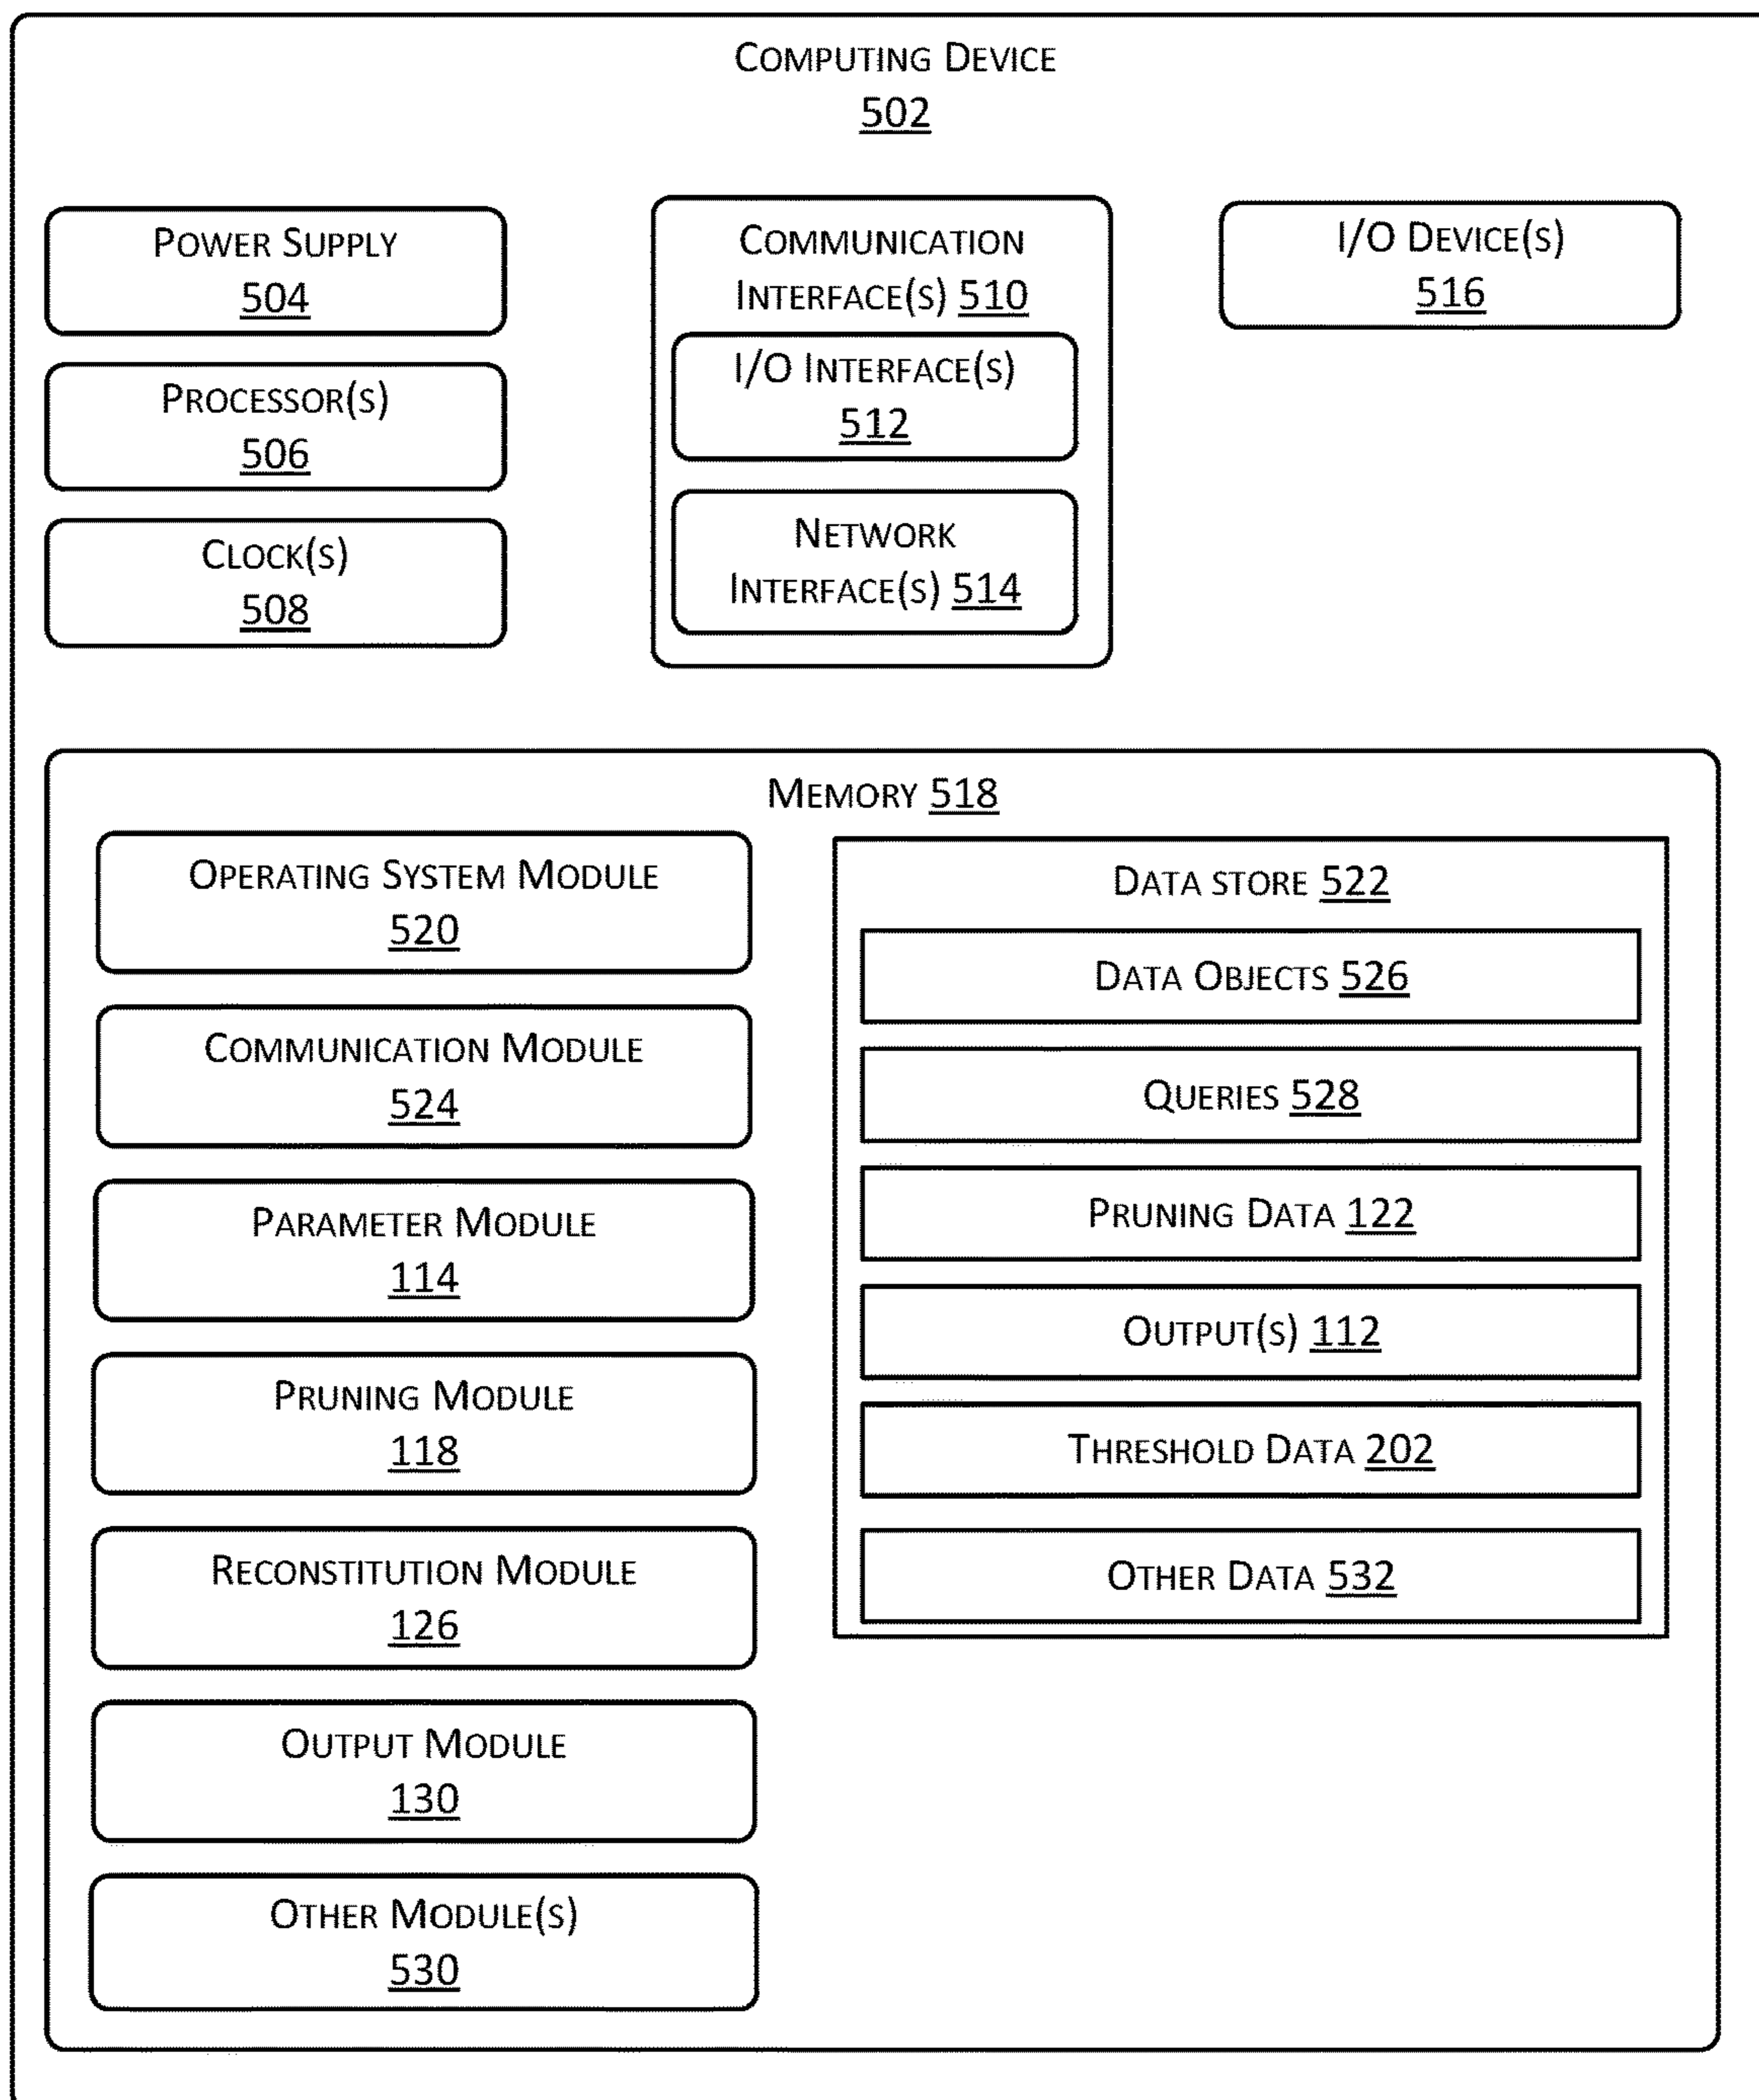 COMPUTING DEVICE
502
POWER SUPPLY
504
PROCESSOR(S)
506
CLOCK(S)
508
COMMUNICATION
INTERFACE(S) 510
I/O INTERFACE(S)
512
NETWORK
INTERFACE(S) 514
I/O DEVICE(S)
516
MEMORY 518
OPERATING SYSTEM MODULE
520
COMMUNICATION MODULE
524
PARAMETER MODULE
114
PRUNING MODULE
118
RECONSTITUTION MODULE
126
OUTPUT MODULE
130
OTHER MODULE(S)
530
DATA STORE 522
DATA OBJECTS 526
QUERIES 528
PRUNING DATA 122
OUTPUT(S) 112
THRESHOLD DATA 202
OTHER DATA 532